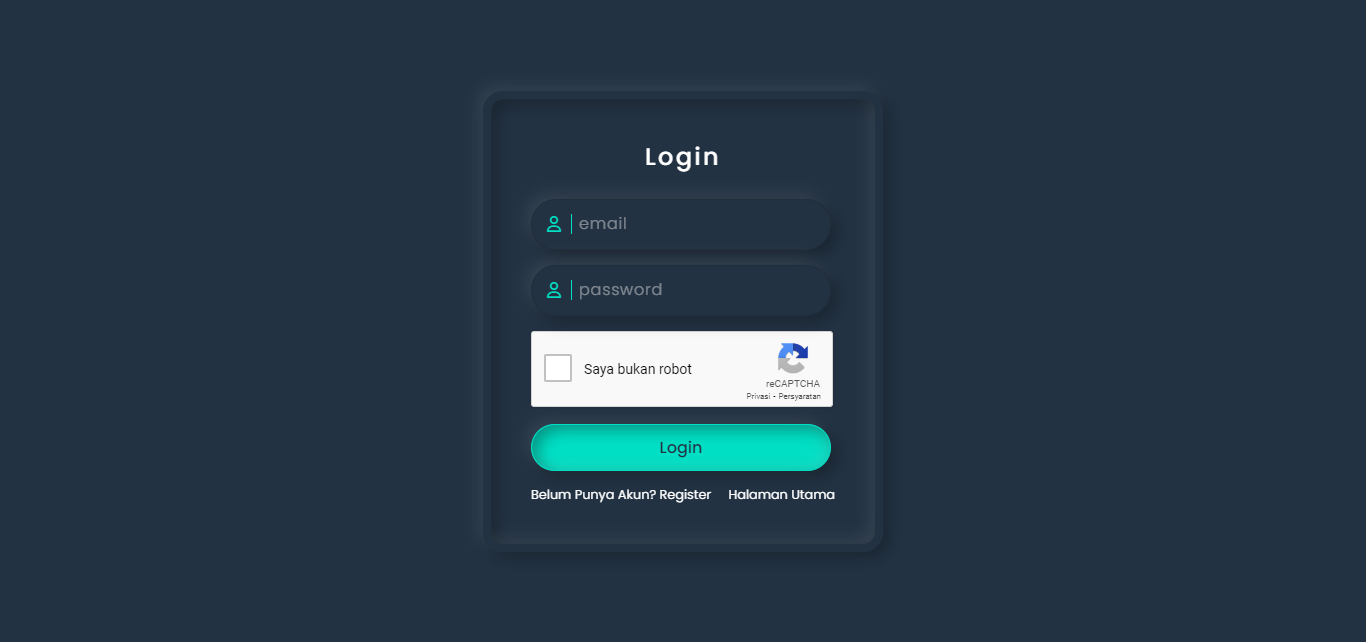 Login
email
password
Saya bukan robot
reCAPTCHA
Privasi - Persyaratan
Login
Belum Punya Akun? Register Halaman Utama